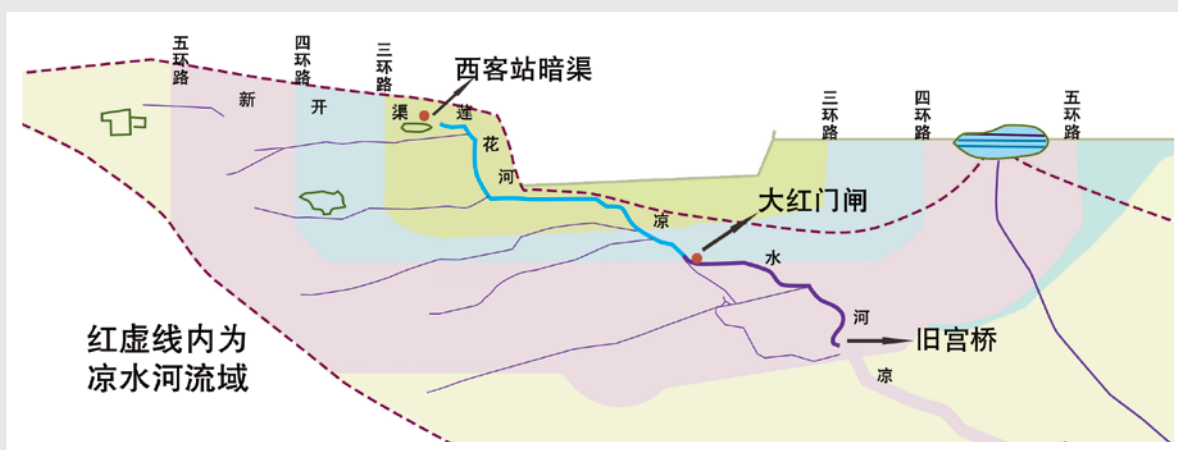 五环路
四环路
三环路
西客站暗渠
新开渠
莲花河
三环路
四环路
五环路
大红门闸
凉水河
旧宫桥
凉
红虚线内为
凉水河流域